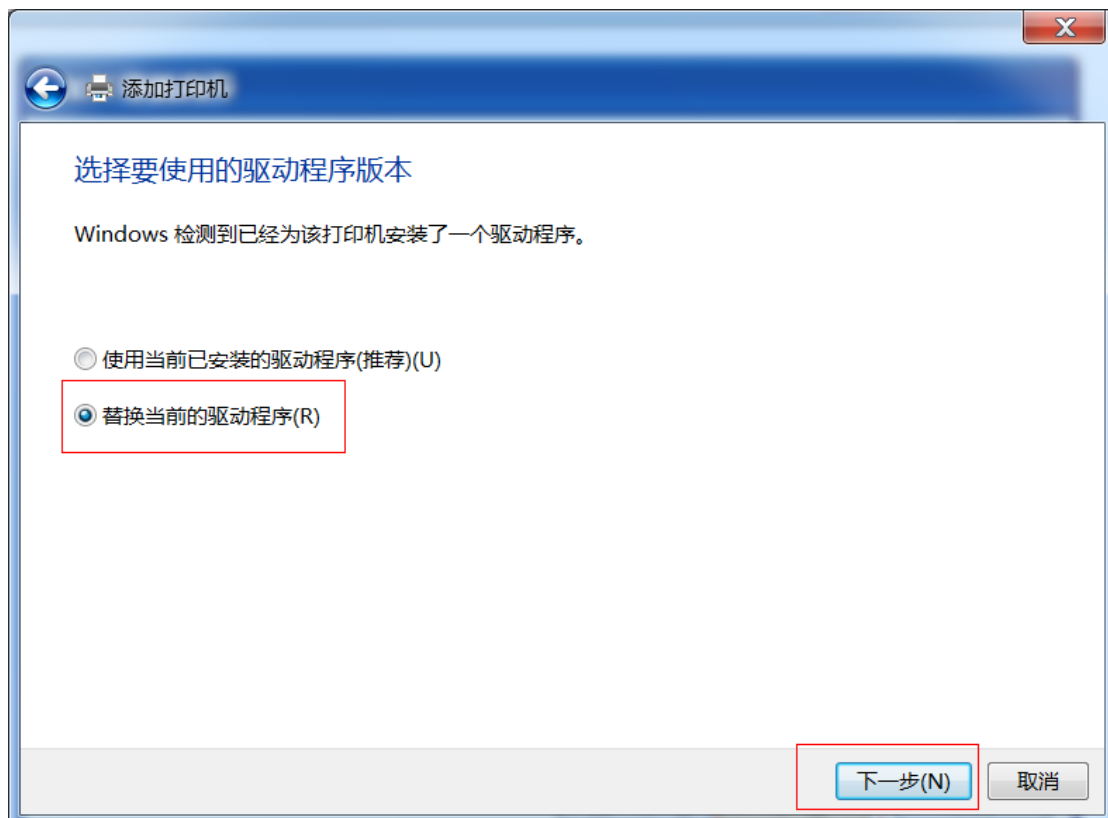 添加打印机
选择要使用的驱动程序版本
Windows 检测到已经为该打印机安装了一个驱动程序。
使用当前已安装的驱动程序(推荐)(U)
替换当前的驱动程序(R)
下一步(N) 取消